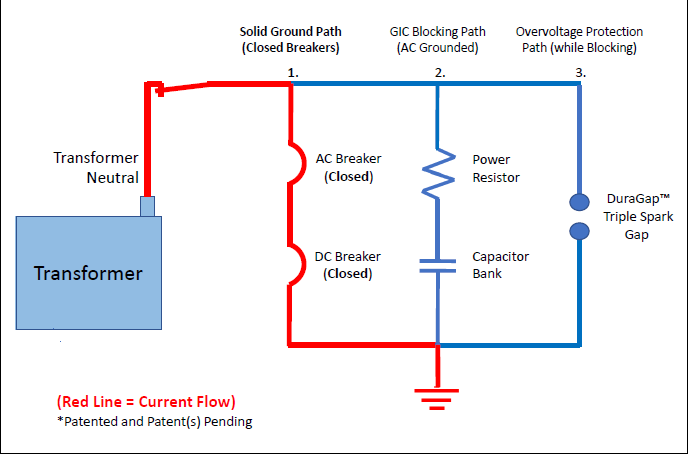 Solid Ground Path
(Closed Breakers)
GIC Blocking Path
(AC Grounded)
Overvoltage Protection
Path (while Blocking)
1.
2.
3.
Transformer
Neutral
AC Breaker
(Closed)
Power
Resistor
DuraGap™
Triple Spark
Gap
Transformer
DC Breaker
(Closed)
Capacitor
Bank
(Red Line = Current Flow)
*Patented and Patent(s) Pending